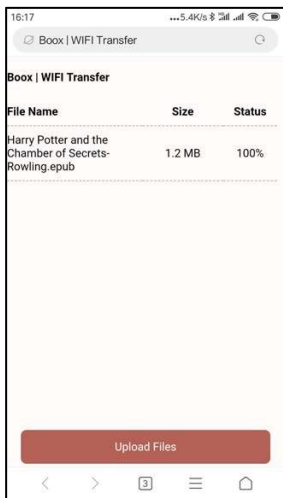 16:17 ...5.4K/s
Boox | WIFI Transfer
Boox | WIFI Transfer
File Name Size Status
Harry Potter and the
Chamber of Secrets-
Rowling.epub 1.2 MB 100%
Upload Files
3